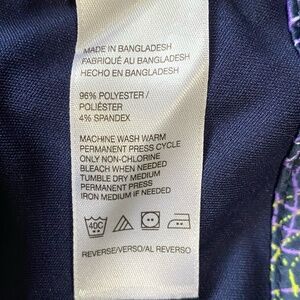 MADE IN BANGLADESH
FABRIQUÉ AU BANGLADESH
HECHO EN BANGLADESH
96% POLYESTER /
POLIÉSTER
4% SPANDEX
MACHINE WASH WARM
PERMANENT PRESS CYCLE
ONLY NON-CHLORINE
BLEACH WHEN NEEDED
TUMBLE DRY MEDIUM
PERMANENT PRESS
IRON MEDIUM IF NEEDED
40C
REVERSE/VERSO/AL REVERSO